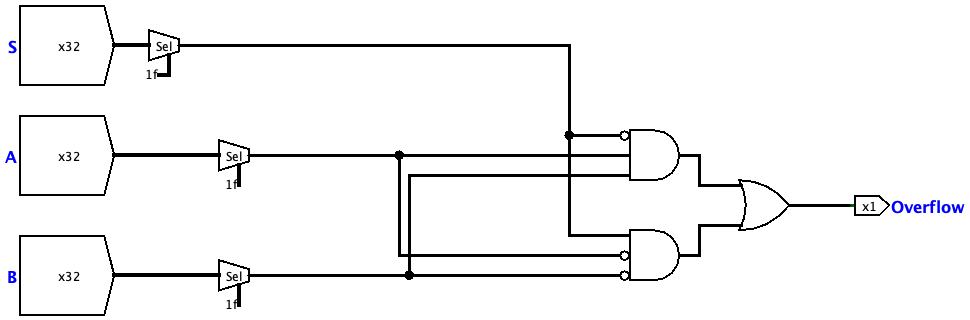 S x32 Sel
1f
A x32 Sel
1f
x1 Overflow
B x32 Sel
1f